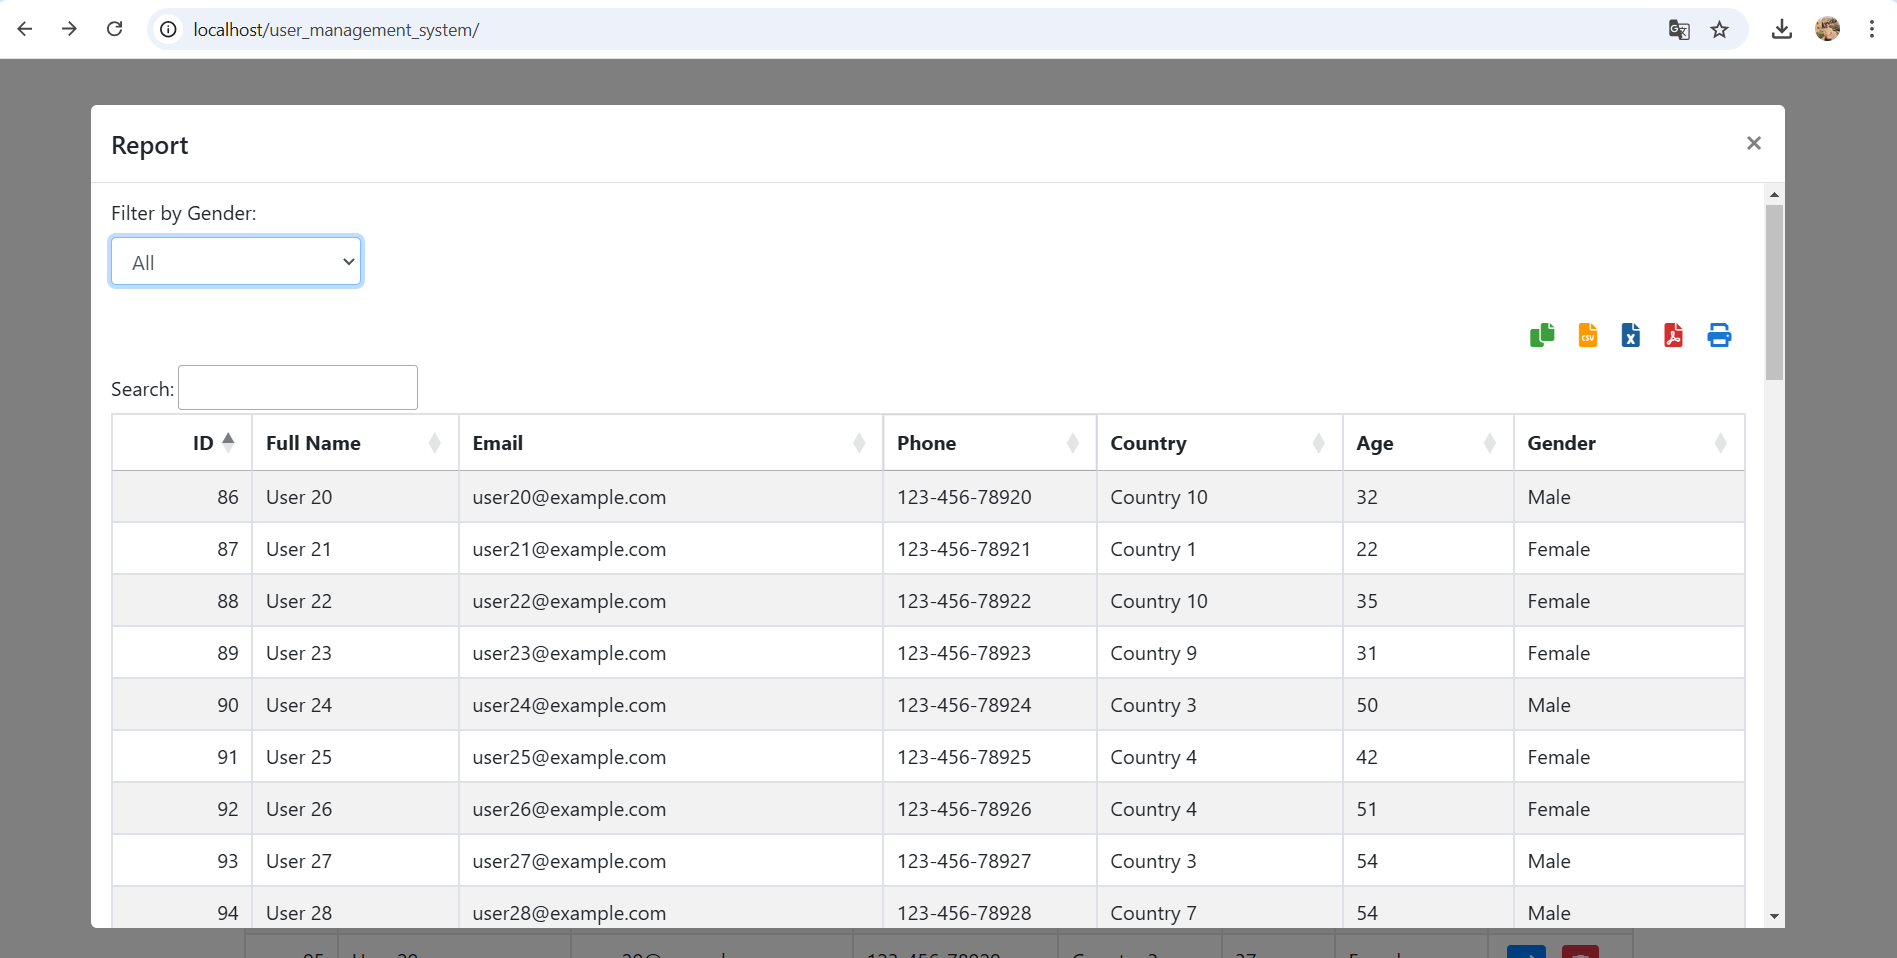 localhost/user_management_system/
Report
×
Filter by Gender:
All
CSV
X
Search:
ID Full Name Email Phone Country Age Gender
86 User 20 user20@example.com 123-456-78920 Country 10 32 Male
87 User 21 user21@example.com 123-456-78921 Country 1 22 Female
88 User 22 user22@example.com 123-456-78922 Country 10 35 Female
89 User 23 user23@example.com 123-456-78923 Country 9 31 Female
90 User 24 user24@example.com 123-456-78924 Country 3 50 Male
91 User 25 user25@example.com 123-456-78925 Country 4 42 Female
92 User 26 user26@example.com 123-456-78926 Country 4 51 Female
93 User 27 user27@example.com 123-456-78927 Country 3 54 Male
94 User 28 user28@example.com 123-456-78928 Country 7 54 Male